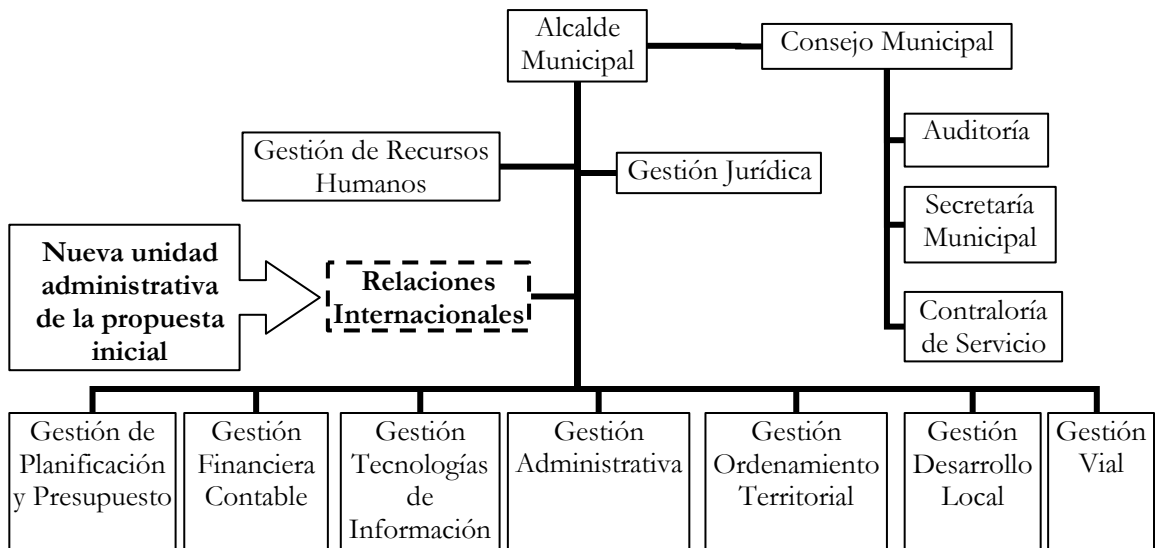 Alcalde
Municipal
Consejo Municipal
Auditoría
Gestión de Recursos
Humanos
Gestión Jurídica
Secretaría
Municipal
Nueva unidad
administrativa
de la propuesta
inicial
Relaciones
Internacionales
Contraloría
de Servicio
Gestión de
Planificación
y Presupuesto
Gestión
Financiera
Contable
Gestión
Tecnologías
de
Información
Gestión
Administrativa
Gestión
Ordenamiento
Territorial
Gestión
Desarrollo
Local
Gestión
Vial